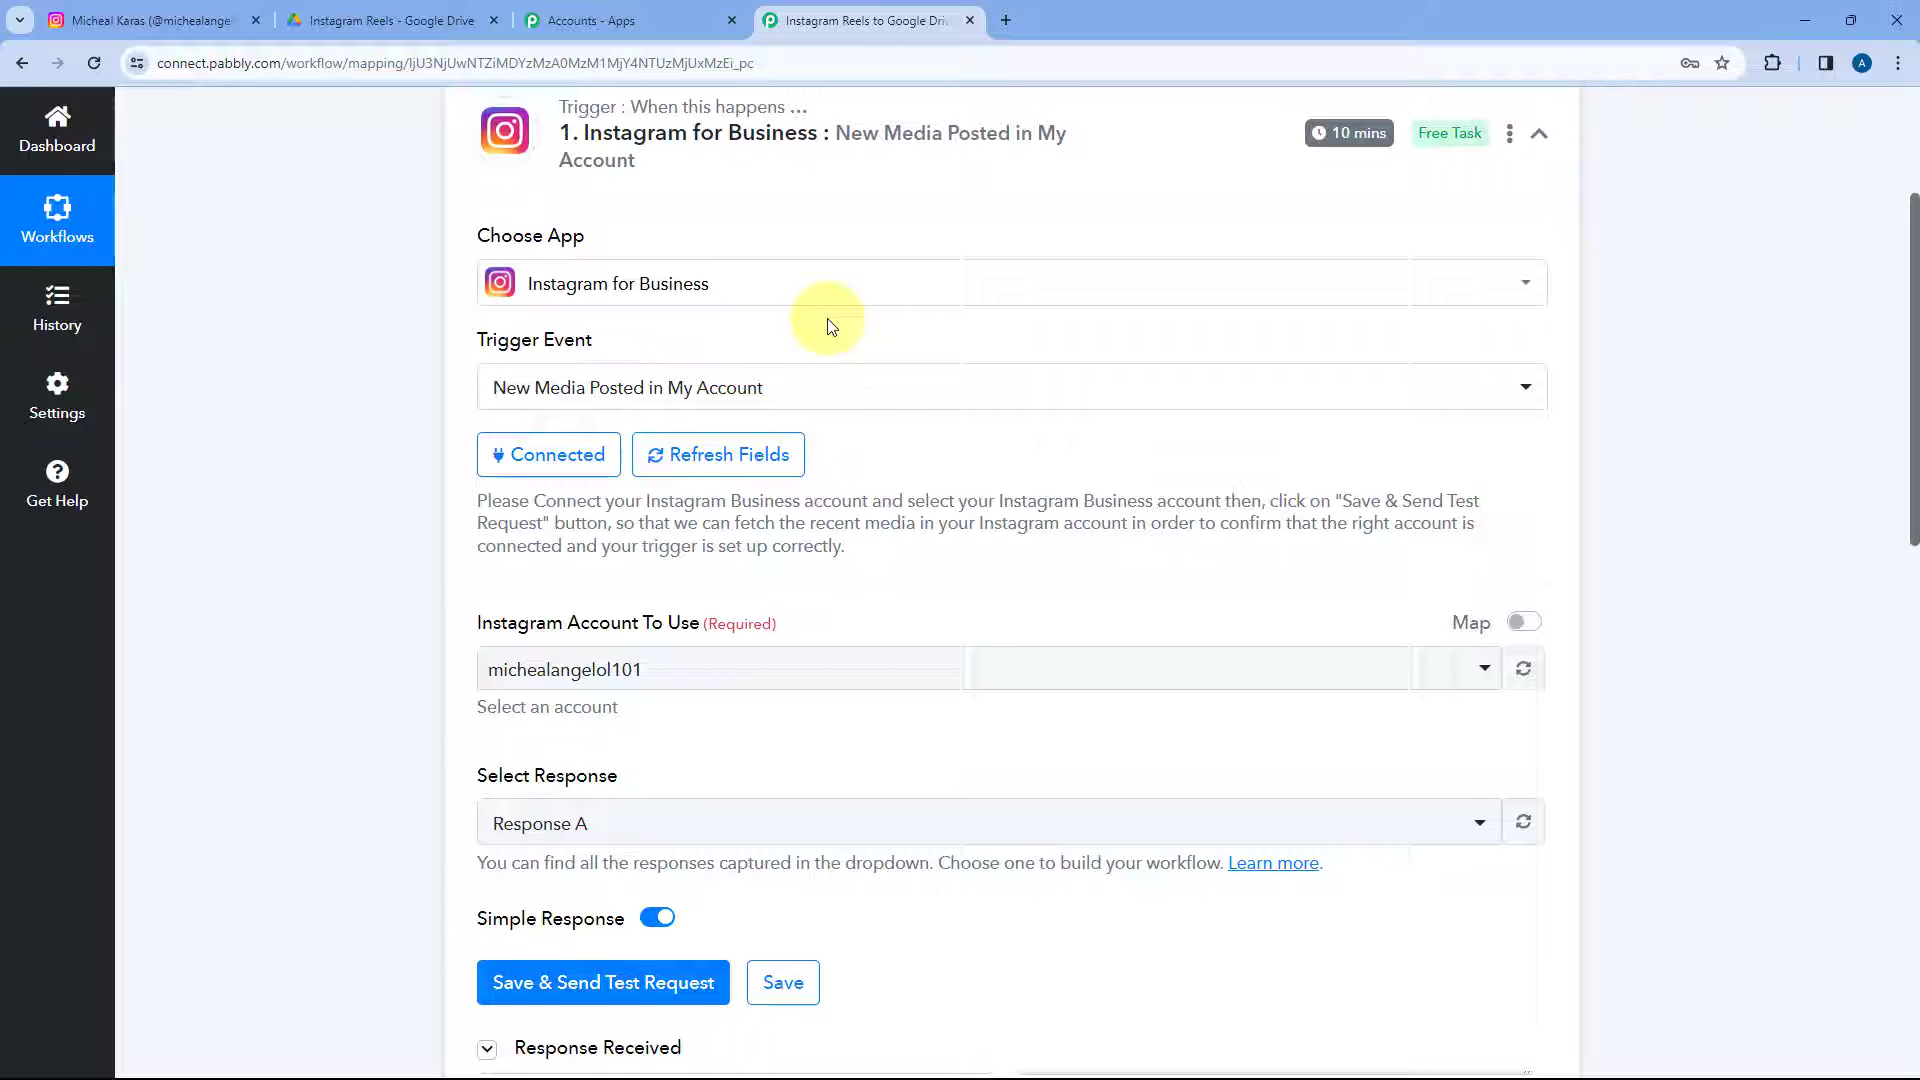 Micheal Karas (@michealange
Instagram Reels - Google Drive
Accounts - Apps
Instagram Reels to Google Driv
connect.pabbly.com/workflow/mapping/IjU3NjUwNTZiMDYzMzA0MzM1MjY4NTUzMjUxMzEi_pc
A
Dashboard
Workflows
History
Settings
Get Help
Trigger : When this happens ...
1. Instagram for Business : New Media Posted in My
Account
10 mins
Free Task
Choose App
Instagram for Business
Trigger Event
New Media Posted in My Account
Connected
Refresh Fields
Please Connect your Instagram Business account and select your Instagram Business account then, click on "Save & Send Test
Request" button, so that we can fetch the recent media in your Instagram account in order to confirm that the right account is
connected and your trigger is set up correctly.
Instagram Account To Use (Required)
Map
michealangelol101
Select an account
Select Response
Response A
You can find all the responses captured in the dropdown. Choose one to build your workflow. Learn more.
Simple Response
Save & Send Test Request
Save
Response Received